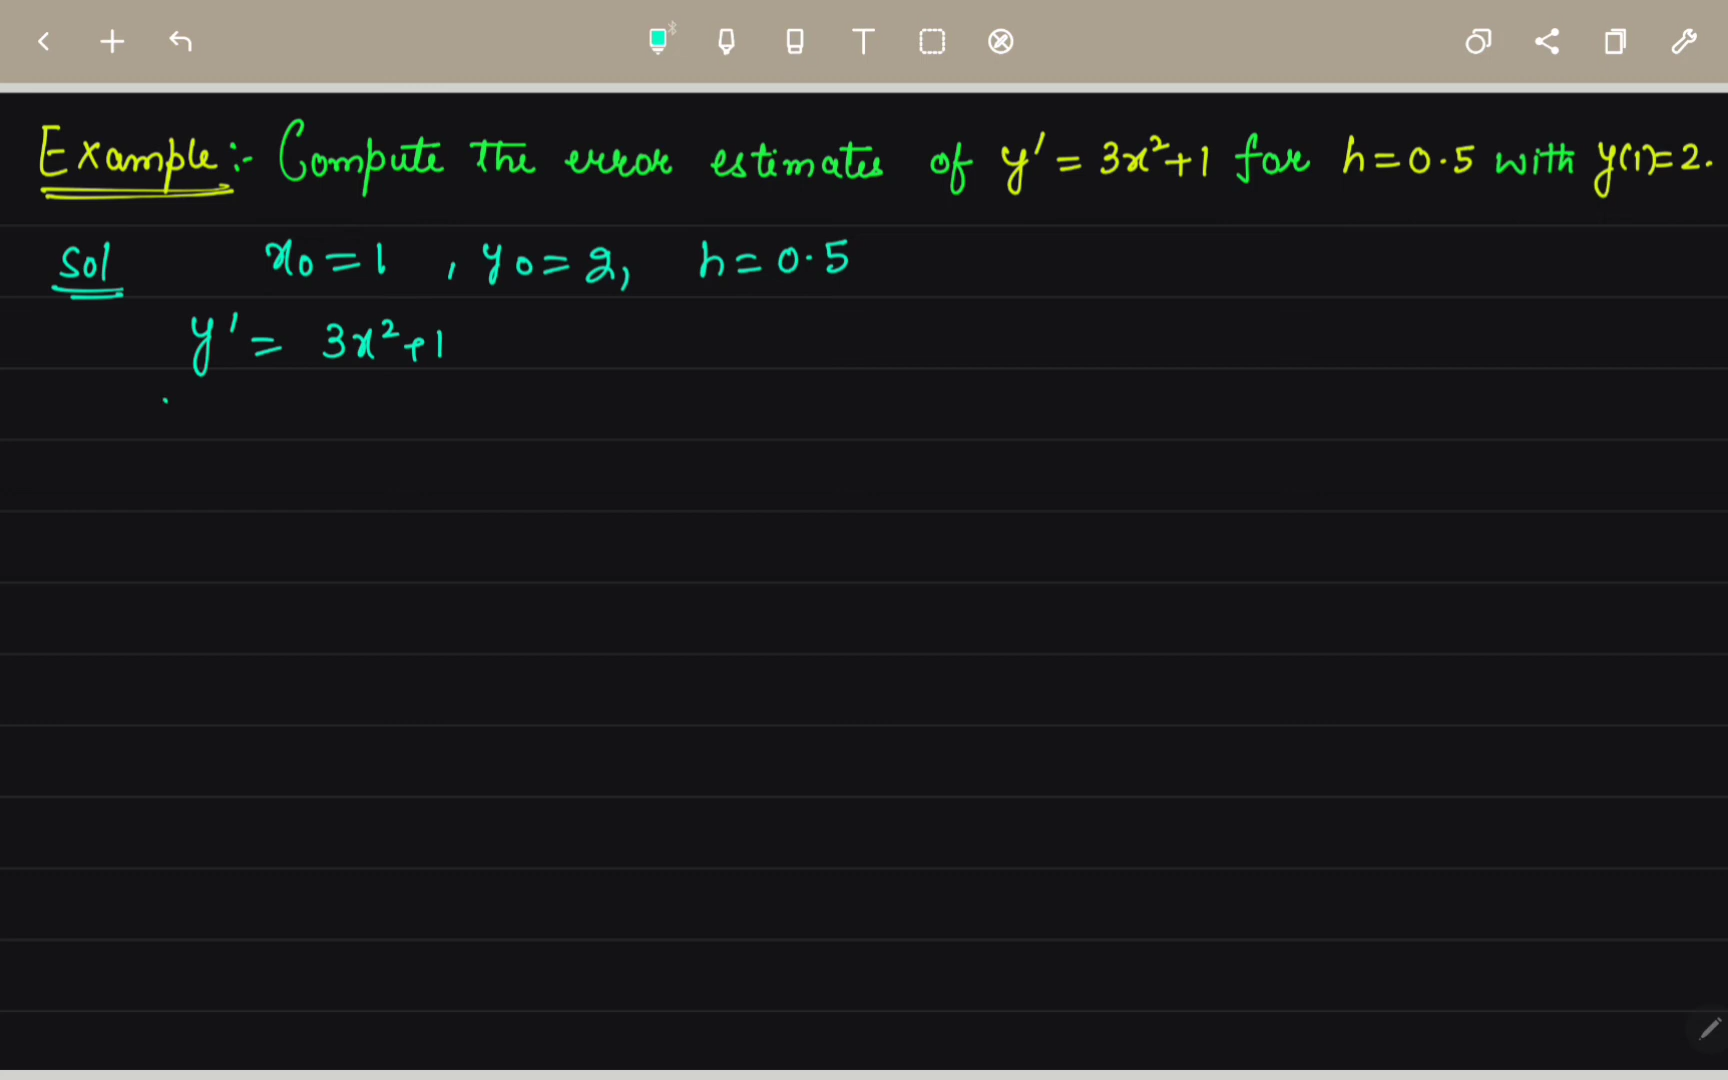 Example:- Compute the error estimates of y' = 3x²+1 for h=0.5 with y(1)=2.
Sol x₀=1 , y₀=2, h=0.5
y' = 3x²+1